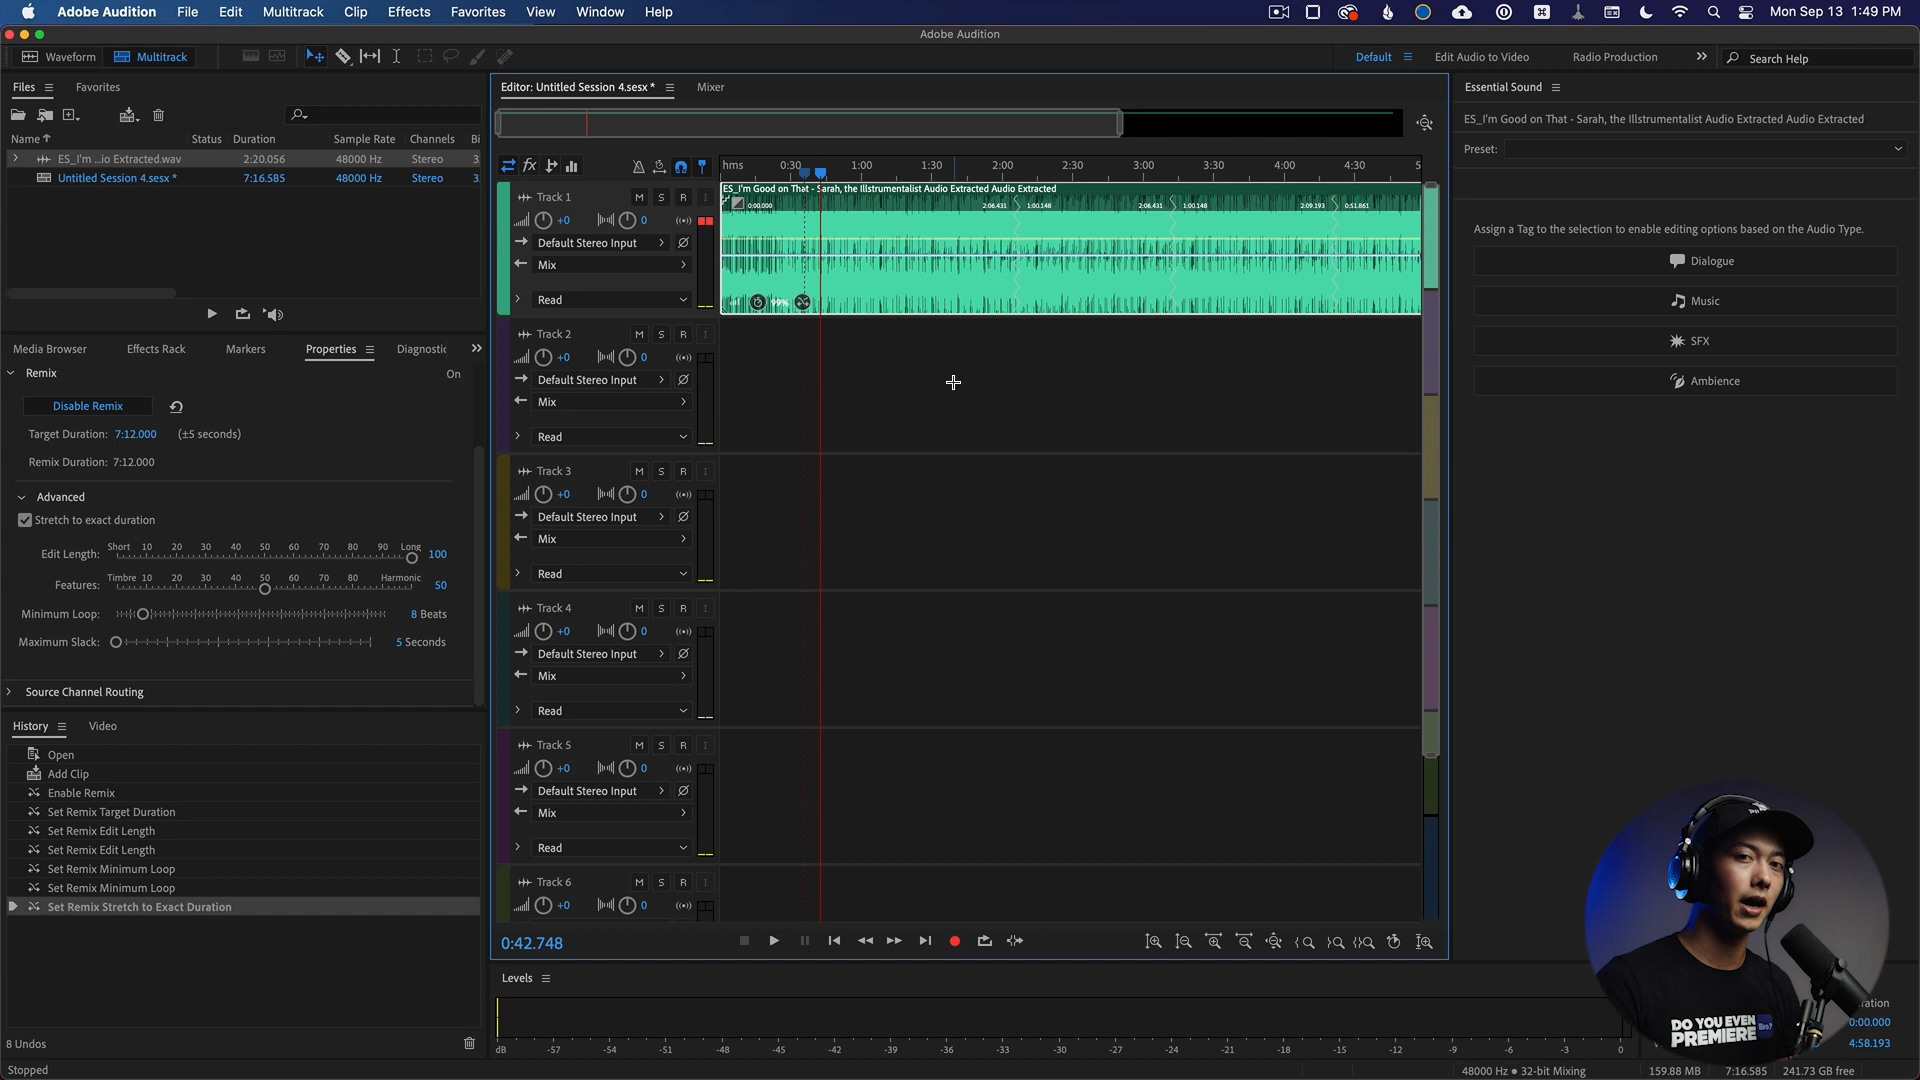 Adobe Audition File Edit Multitrack Clip Effects Favorites View Window Help Mon Sep 13 1:49 PM
Adobe Audition
Waveform Multitrack Default Edit Audio to Video Radio Production Search Help
Files Favorites
Name Status Duration Sample Rate Channels Bi
ES_I'm ...io Extracted.wav 2:20.056 48000 Hz Stereo 3
Untitled Session 4.sesx * 7:16.585 48000 Hz Stereo 3
Media Browser Effects Rack Markers Properties Diagnostic
Remix On
Disable Remix
Target Duration: 7:12.000 (±5 seconds)
Remix Duration: 7:12.000
Advanced
Stretch to exact duration
Short 10 20 30 40 50 60 70 80 90 Long
Edit Length: 100
Timbre 10 20 30 40 50 60 70 80 Harmonic
Features: 50
Minimum Loop: 8 Beats
Maximum Slack: 5 Seconds
Source Channel Routing
History Video
Open
Add Clip
Enable Remix
Set Remix Target Duration
Set Remix Edit Length
Set Remix Edit Length
Set Remix Minimum Loop
Set Remix Minimum Loop
Set Remix Stretch to Exact Duration
8 Undos
Stopped
Editor: Untitled Session 4.sesx * Mixer
fx hms 0:30 1:00 1:30 2:00 2:30 3:00 3:30 4:00 4:30 5
ES_I'm Good on That - Sarah, the Illstrumentalist Audio Extracted Audio Extracted
0:00.000 2:06.431 1:00.148 2:06.431 1:00.148 2:09.193 0:51.861
99%
Track 1 M S R I
+0 0
Default Stereo Input
Mix
Read
Track 2 M S R I
+0 0
Default Stereo Input
Mix
Read
Track 3 M S R I
+0 0
Default Stereo Input
Mix
Read
Track 4 M S R I
+0 0
Default Stereo Input
Mix
Read
Track 5 M S R I
+0 0
Default Stereo Input
Mix
Read
Track 6 M S R I
+0 0
0:42.748
Levels
dB -57 -54 -51 -48 -45 -42 -39 -36 -33 -30 -27 -24 -21 -18 -15 -12 -9 -6 -3 0
Essential Sound
ES_I'm Good on That - Sarah, the Illstrumentalist Audio Extracted Audio Extracted
Preset:
Assign a Tag to the selection to enable editing options based on the Audio Type.
Dialogue
Music
SFX
Ambience
DO YOU EVEN
PREMIERE Bro?
ration
0:00.000
4:58.193
48000 Hz ● 32-bit Mixing 159.88 MB 7:16.585 241.73 GB free